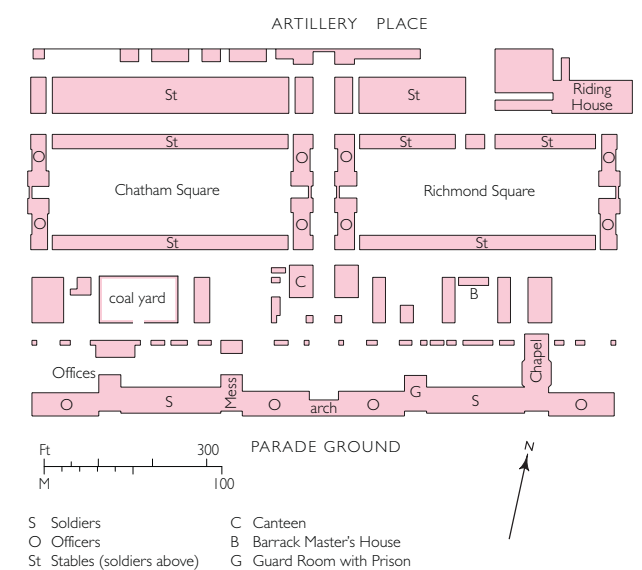 ARTILLERY PLACE
St
St
Riding
House
St
St
St
O
O
O
O
Chatham Square
Richmond Square
O
O
O
O
St
St
C
coal yard
B
Offices
Mess
Chapel
O
S
O
arch
O
G
S
O
Ft
300
PARADE GROUND
N
M
100
S Soldiers
O Officers
St Stables (soldiers above)
C Canteen
B Barrack Master's House
G Guard Room with Prison